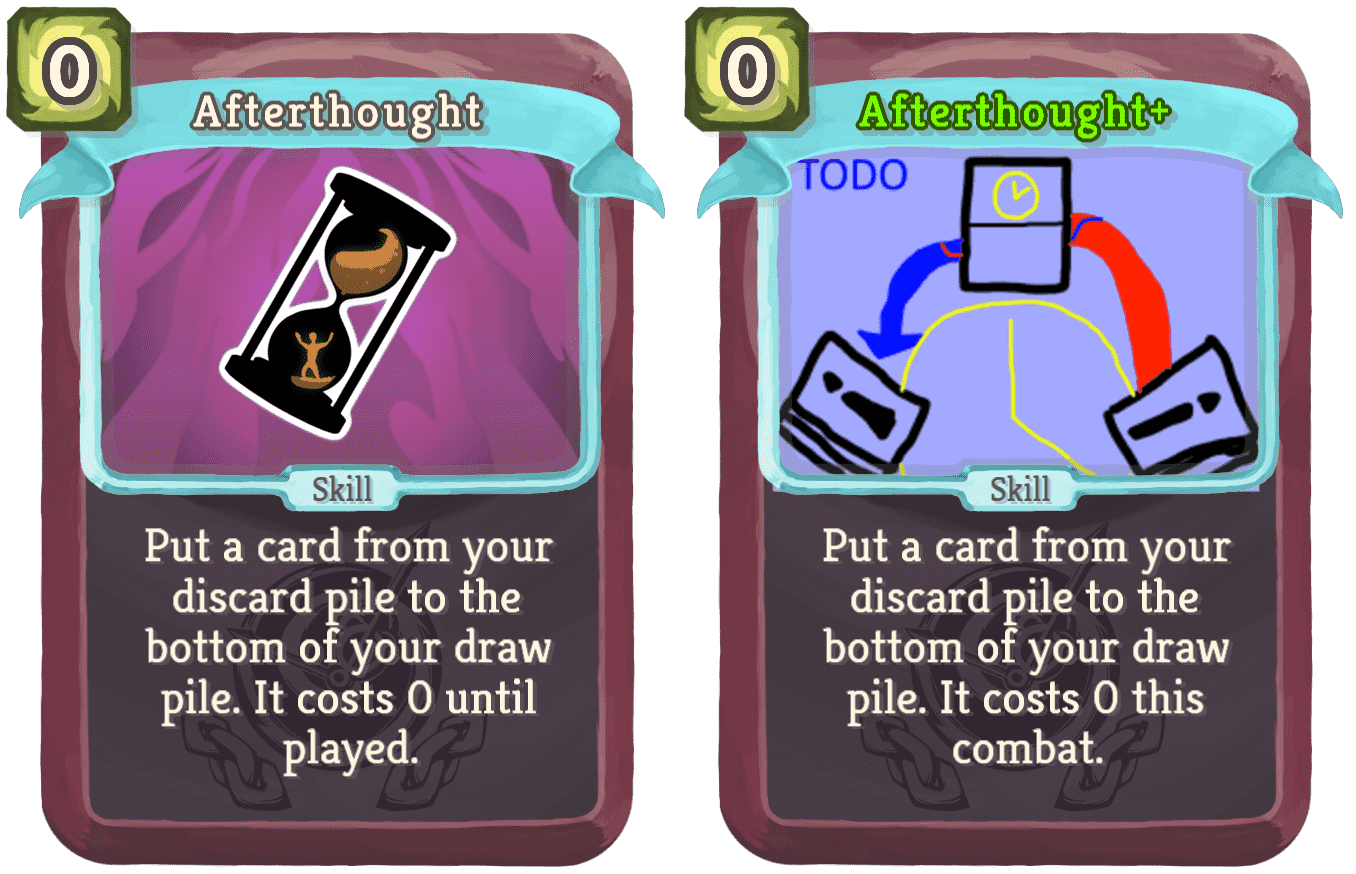 0
Afterthought
Skill
Put a card from your
discard pile to the
bottom of your draw
pile. It costs 0 until
played.
0
Afterthought+
TODO
Skill
Put a card from your
discard pile to the
bottom of your draw
pile. It costs 0 this
combat.